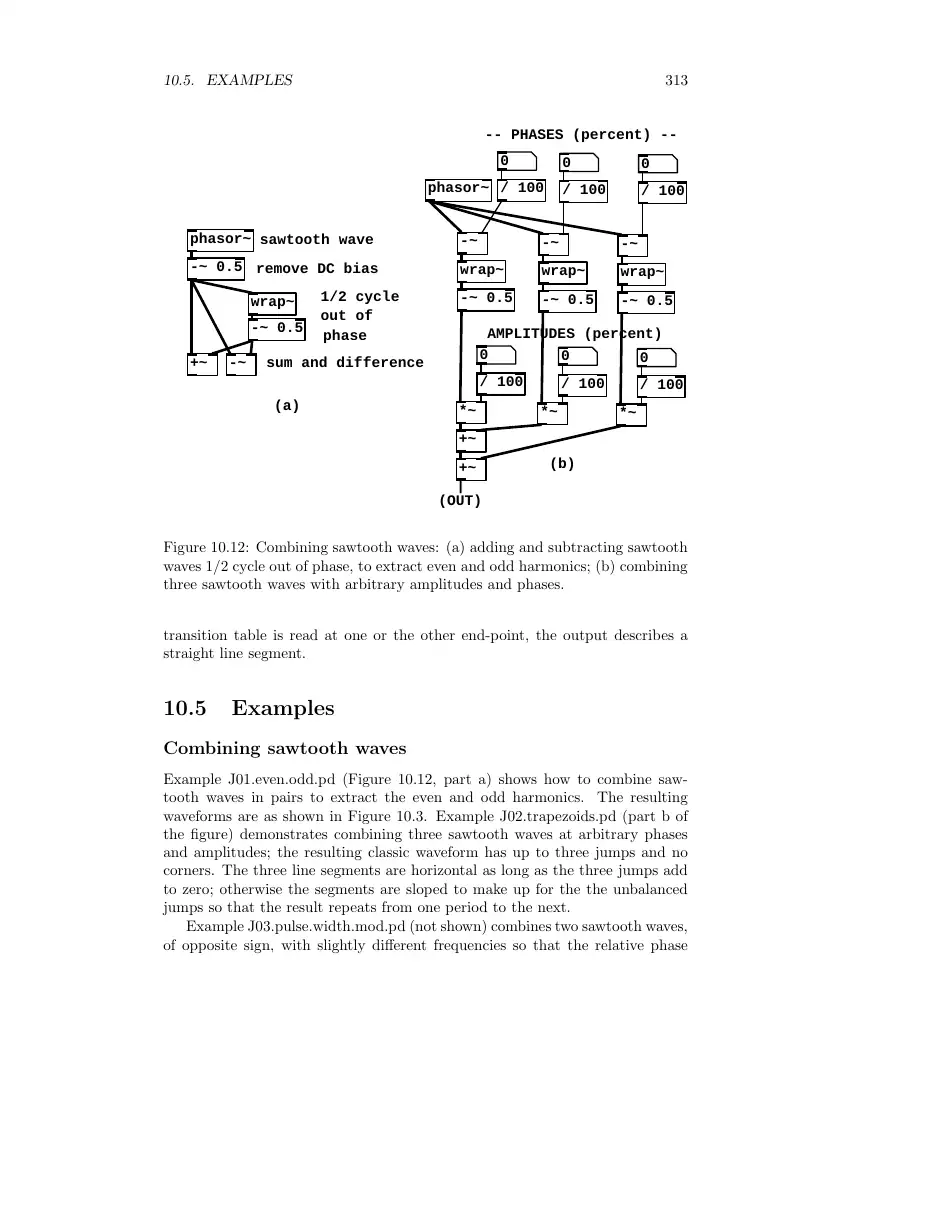 10.5. EXAMPLES 313
-- PHASES (percent) --
0 0 0
phasor~ / 100 / 100 / 100
-~ -~ -~
wrap~ wrap~ wrap~
-~ 0.5 -~ 0.5 -~ 0.5
AMPLITUDES (percent)
0 0 0
/ 100 / 100 / 100
*~ *~ *~
+~
+~
(b)
(OUT)
phasor~ sawtooth wave
-~ 0.5 remove DC bias
wrap~ 1/2 cycle
out of
-~ 0.5 phase
+~ -~ sum and difference
(a)
Figure 10.12: Combining sawtooth waves: (a) adding and subtracting sawtooth
waves 1/2 cycle out of phase, to extract even and odd harmonics; (b) combining
three sawtooth waves with arbitrary amplitudes and phases.
transition table is read at one or the other end-point, the output describes a
straight line segment.
10.5 Examples
Combining sawtooth waves
Example J01.even.odd.pd (Figure 10.12, part a) shows how to combine saw-
tooth waves in pairs to extract the even and odd harmonics. The resulting
waveforms are as shown in Figure 10.3. Example J02.trapezoids.pd (part b of
the figure) demonstrates combining three sawtooth waves at arbitrary phases
and amplitudes; the resulting classic waveform has up to three jumps and no
corners. The three line segments are horizontal as long as the three jumps add
to zero; otherwise the segments are sloped to make up for the the unbalanced
jumps so that the result repeats from one period to the next.
Example J03.pulse.width.mod.pd (not shown) combines two sawtooth waves,
of opposite sign, with slightly different frequencies so that the relative phase